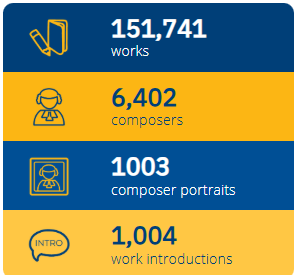 151,741
works
6,402
composers
1003
composer portraits
INTRO
1,004
work introductions